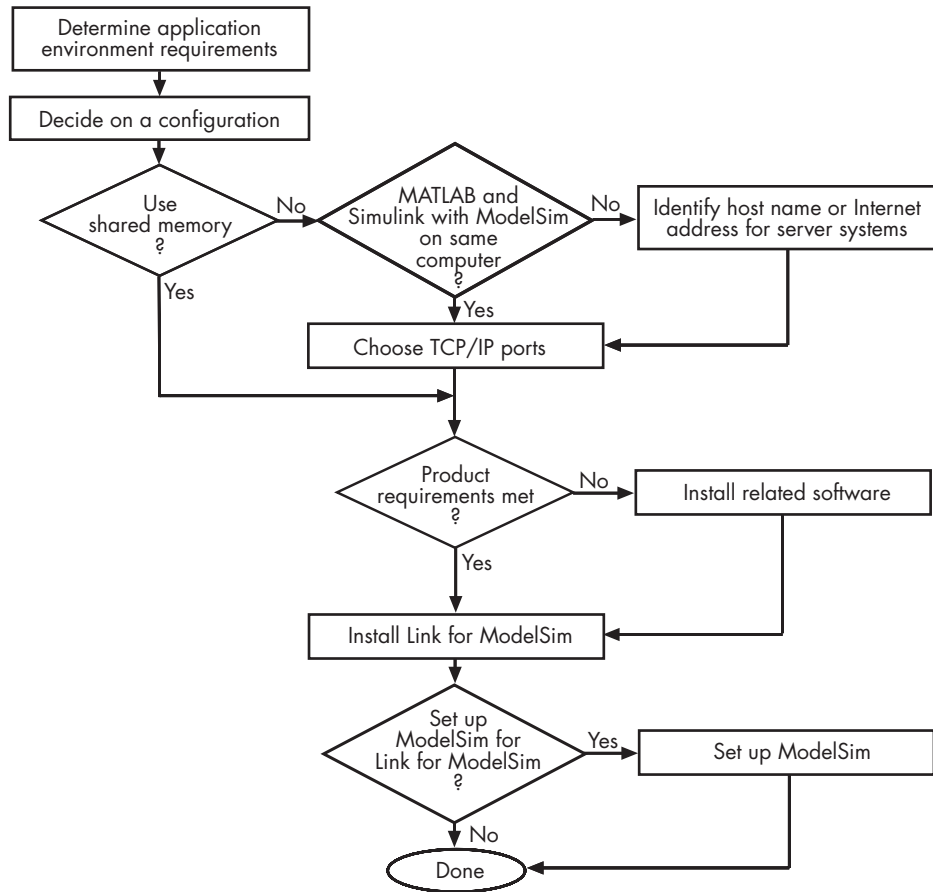 Determine application
environment requirements
Decide on a configuration
Use
shared memory
?
No
Yes
MATLAB and
Simulink with ModelSim
on same
computer
?
No
Yes
Identify host name or Internet
address for server systems
Choose TCP/IP ports
Product
requirements met
?
No
Yes
Install related software
Install Link for ModelSim
Set up
ModelSim for
Link for ModelSim
?
Yes
No
Set up ModelSim
Done